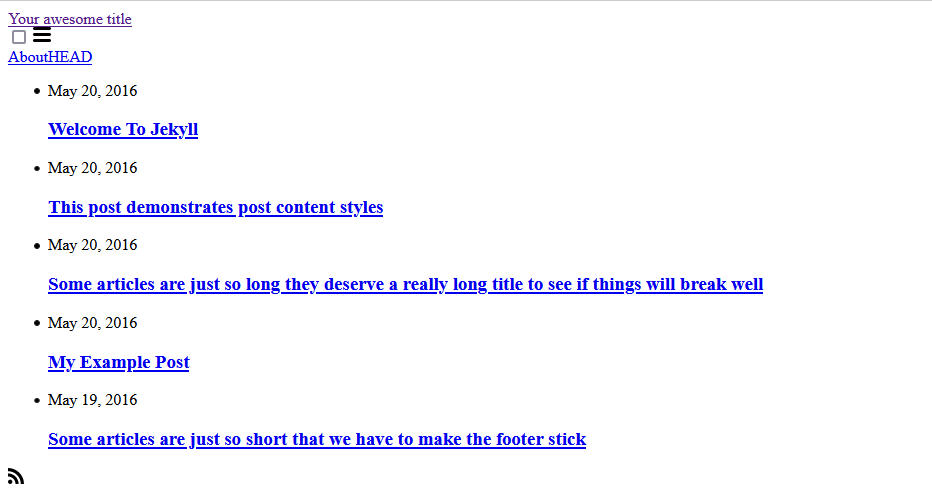 Your awesome title
AboutHEAD
May 20, 2016
Welcome To Jekyll
May 20, 2016
This post demonstrates post content styles
May 20, 2016
Some articles are just so long they deserve a really long title to see if things will break well
May 20, 2016
My Example Post
May 19, 2016
Some articles are just so short that we have to make the footer stick